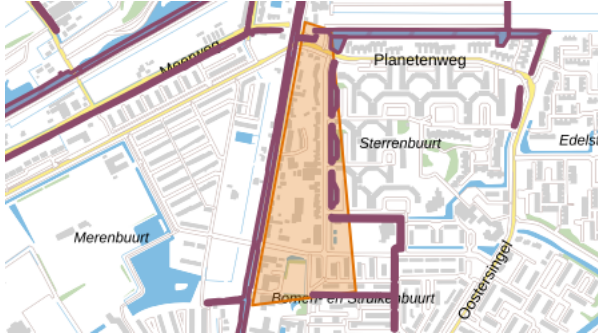 Meerweg
Planetenweg
Sterrenbuurt
Edelst
Merenbuurt
Oostersingel
Bomen- en Struikenbuurt